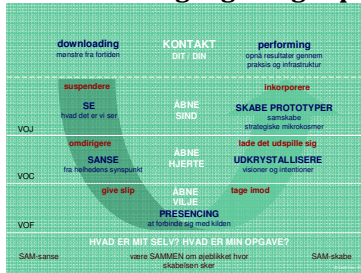 downloading
mønstre fra fortiden
KONTAKT
DIT / DIN
performing
opnå resultater gennem
praksis og infrastruktur
suspendere
inkorporere
SE
hvad det er vi ser
ÅBNE
SIND
SKABE PROTOTYPER
samskabe
strategiske mikrokosmer
VOJ
omdirigere
lade det udspille sig
SANSE
fra helhedens synspunkt
ÅBNE
HJERTE
UDKRYSTALLISERE
visioner og intentioner
VOC
give slip
ÅBNE
VILJE
tage imod
PRESENCING
at forbinde sig med kilden
VOF
HVAD ER MIT SELV? HVAD ER MIN OPGAVE?
SAM-sanse
være SAMMEN om øjeblikket hvor
skabelsen sker
SAM-skabe